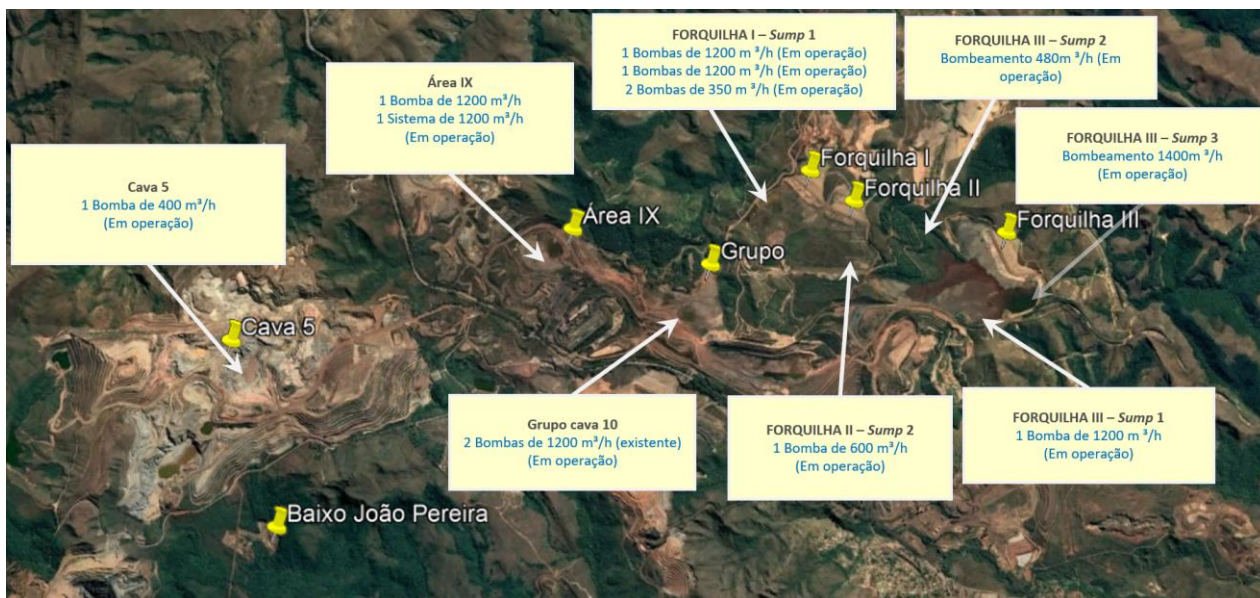 FORQUILHA I – Sump 1
1 Bombas de 1200 m ³/h (Em operação)
1 Bombas de 1200 m ³/h (Em operação)
2 Bombas de 350 m ³/h (Em operação)
FORQUILHA III – Sump 2
Bombeamento 480m ³/h (Em
operação)
Área IX
1 Bomba de 1200 m³/h
1 Sistema de 1200 m³/h
(Em operação)
FORQUILHA III – Sump 3
Bombeamento 1400m ³/h
(Em operação)
Cava 5
1 Bomba de 400 m³/h
(Em operação)
Forquilha I
Forquilha II
Forquilha III
Área IX
Grupo
Cava 5
Grupo cava 10
2 Bombas de 1200 m³/h (existente)
(Em operação)
FORQUILHA II – Sump 2
1 Bomba de 600 m³/h
(Em operação)
FORQUILHA III – Sump 1
1 Bomba de 1200 m ³/h
(Em operação)
Baixo João Pereira